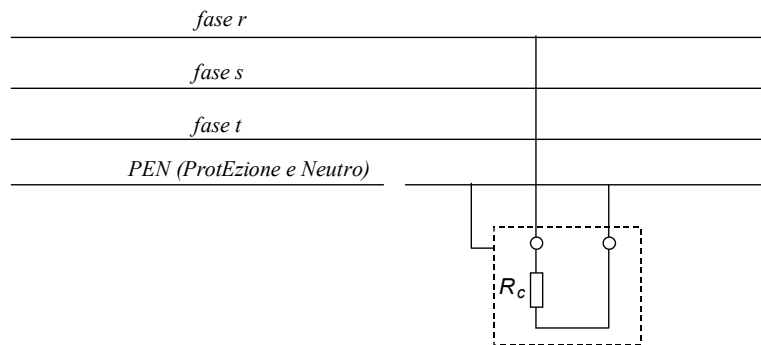 fase r
fase s
fase t
PEN (ProtEzione e Neutro)
Rc